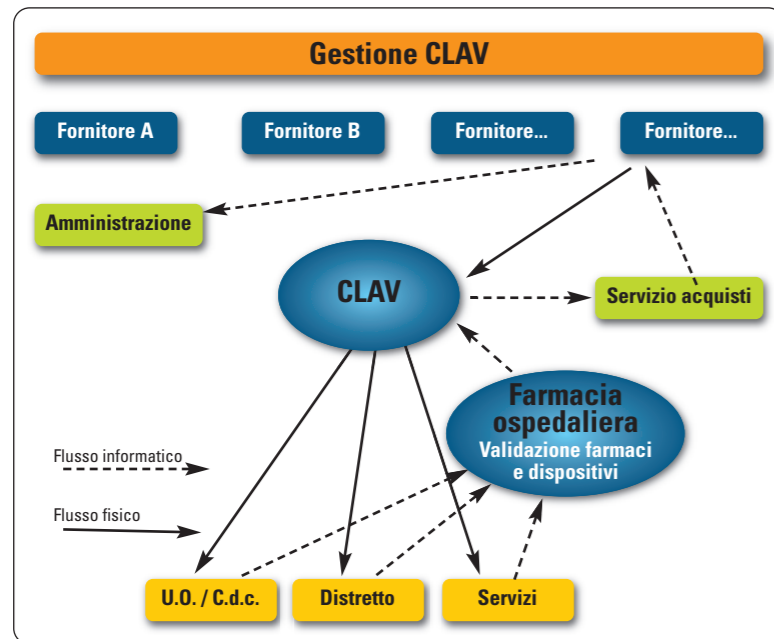 Gestione CLAV
Fornitore A
Fornitore B
Fornitore...
Fornitore...
Amministrazione
CLAV
Servizio acquisti
Farmacia
ospedaliera
Validazione farmaci
e dispositivi
Flusso informatico
Flusso fisico
U.O. / C.d.c.
Distretto
Servizi